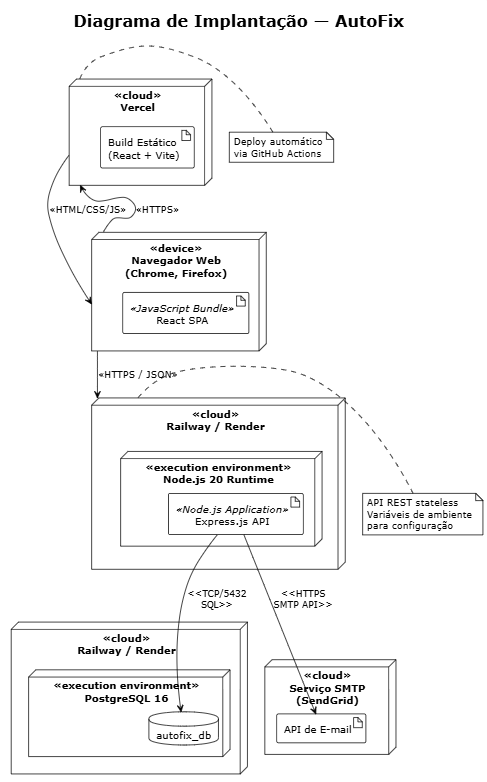 Diagrama de Implantação — AutoFix
«cloud»
Vercel
Build Estático
(React + Vite)
Deploy automático
via GitHub Actions
«HTML/CSS/JS»
«HTTPS»
«device»
Navegador Web
(Chrome, Firefox)
«JavaScript Bundle»
React SPA
«HTTPS / JSON»
«cloud»
Railway / Render
«execution environment»
Node.js 20 Runtime
«Node.js Application»
Express.js API
API REST stateless
Variáveis de ambiente
para configuração
<<TCP/5432
SQL>>
<<HTTPS
SMTP API>>
«cloud»
Railway / Render
«execution environment»
PostgreSQL 16
autofix_db
«cloud»
Serviço SMTP
(SendGrid)
API de E-mail